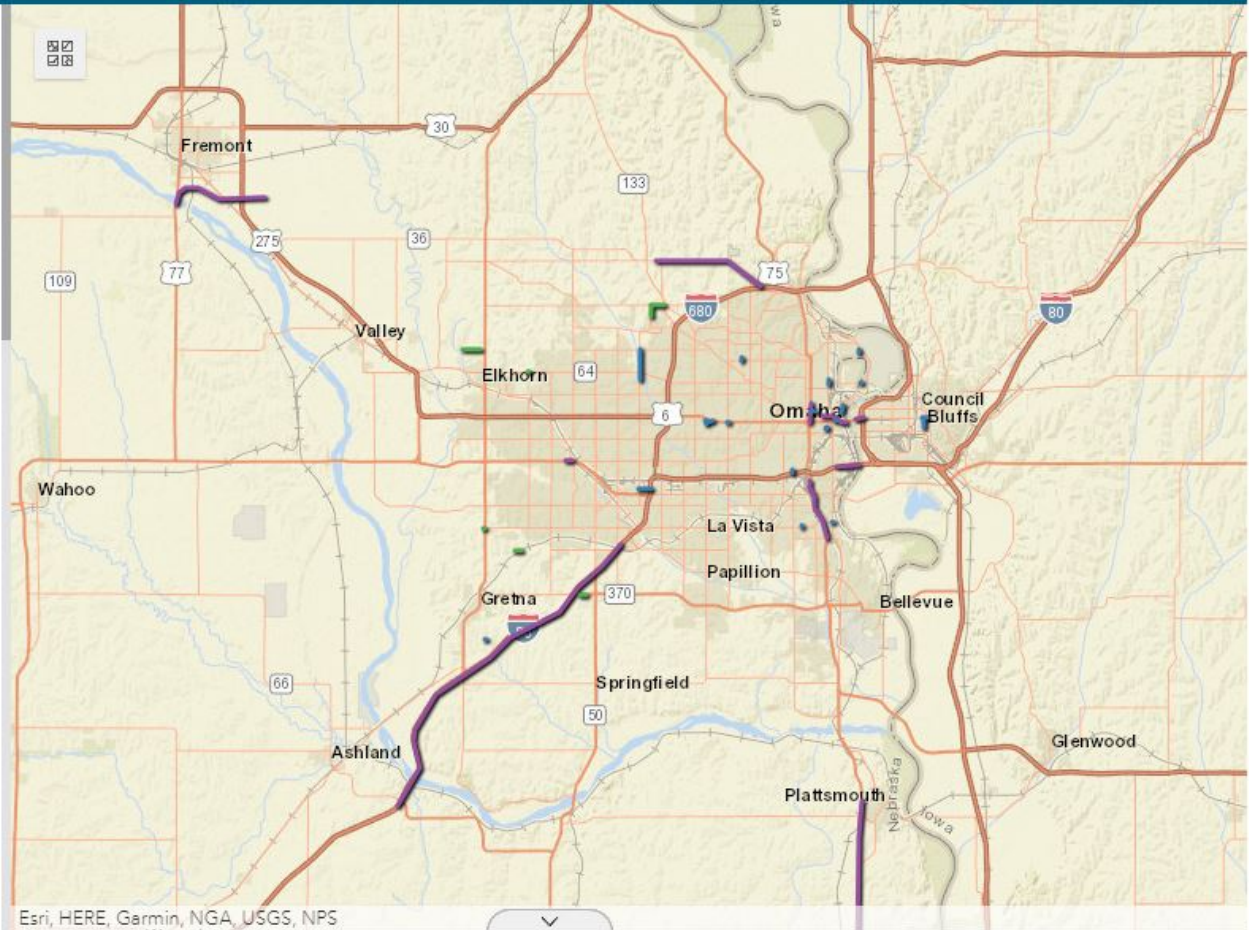 Iowa
30
Fremont
133
36
275
77
75
109
680
80
Valley
Elkhorn
64
Council
Bluffs
6
Omaha
Wahoo
La Vista
Papillion
370
Gretna
Bellevue
Springfield
66
50
Glenwood
Ashland
Plattsmouth
Nebraska
Iowa
Esri, HERE, Garmin, NGA, USGS, NPS